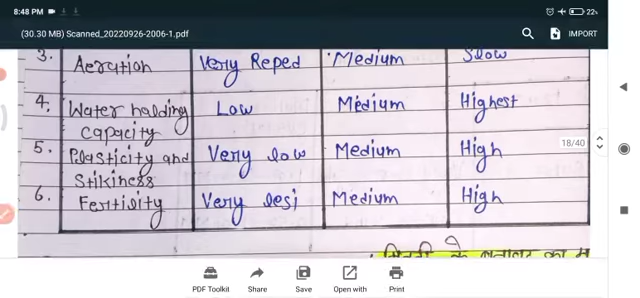 8:48 PM
22%
(30.30 MB) Scanned_20220926-2006-1.pdf
IMPORT
3. Aeration Very Reped Medium Slow
4. Water halding Low Medium Highest
capacity
5. Plasticity and Very low Medium High
Stikiness
6. Fertility Very lesi Medium High
18/40
PDF Toolkit Share Save Open with Print